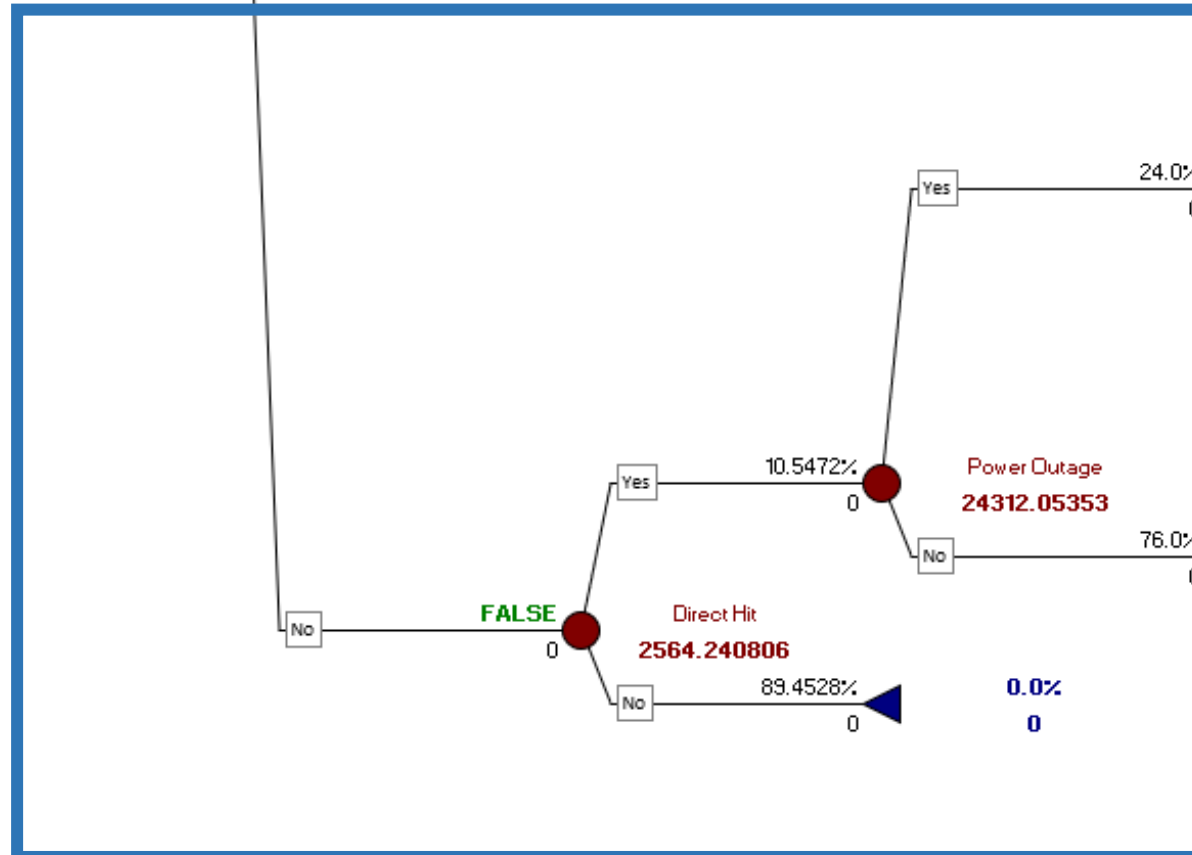 24.0%
Yes
10.5472%
Power Outage
Yes
0
24312.05353
76.0%
No
FALSE
Direct Hit
No
0
2564.240806
89.4528%
0.0%
No
0
0